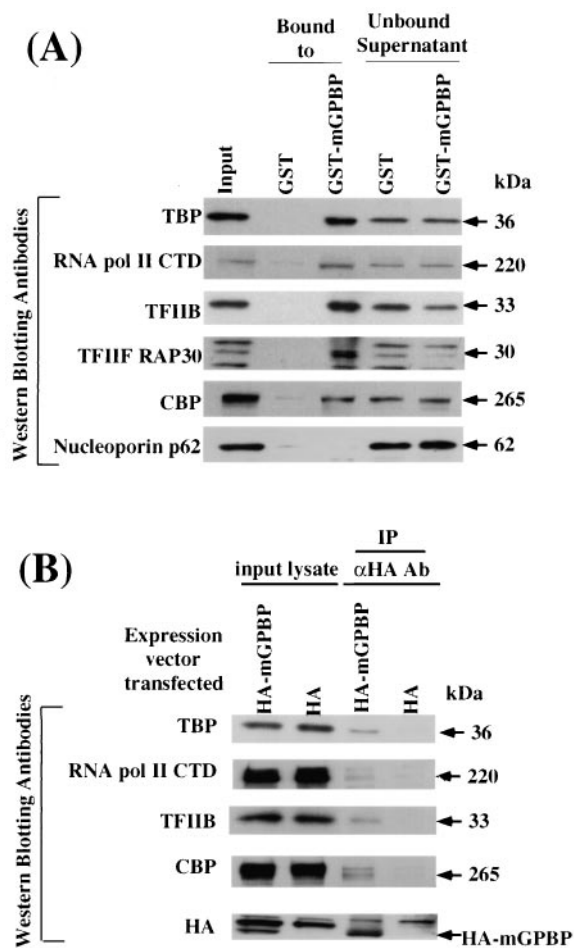 (A)
Bound
to
Unbound
Supernatant
Input
GST
GST-mGPBP
GST
GST-mGPBP
kDa
Western Blotting Antibodies
TBP
36
RNA pol II CTD
220
TFIIB
33
TFIIF RAP30
30
CBP
265
Nucleoporin p62
62
(B)
IP
input lysate
αHA Ab
Expression
vector
transfected
HA-mGPBP
HA
HA-mGPBP
HA
kDa
Western Blotting Antibodies
TBP
36
RNA pol II CTD
220
TFIIB
33
CBP
265
HA
HA-mGPBP